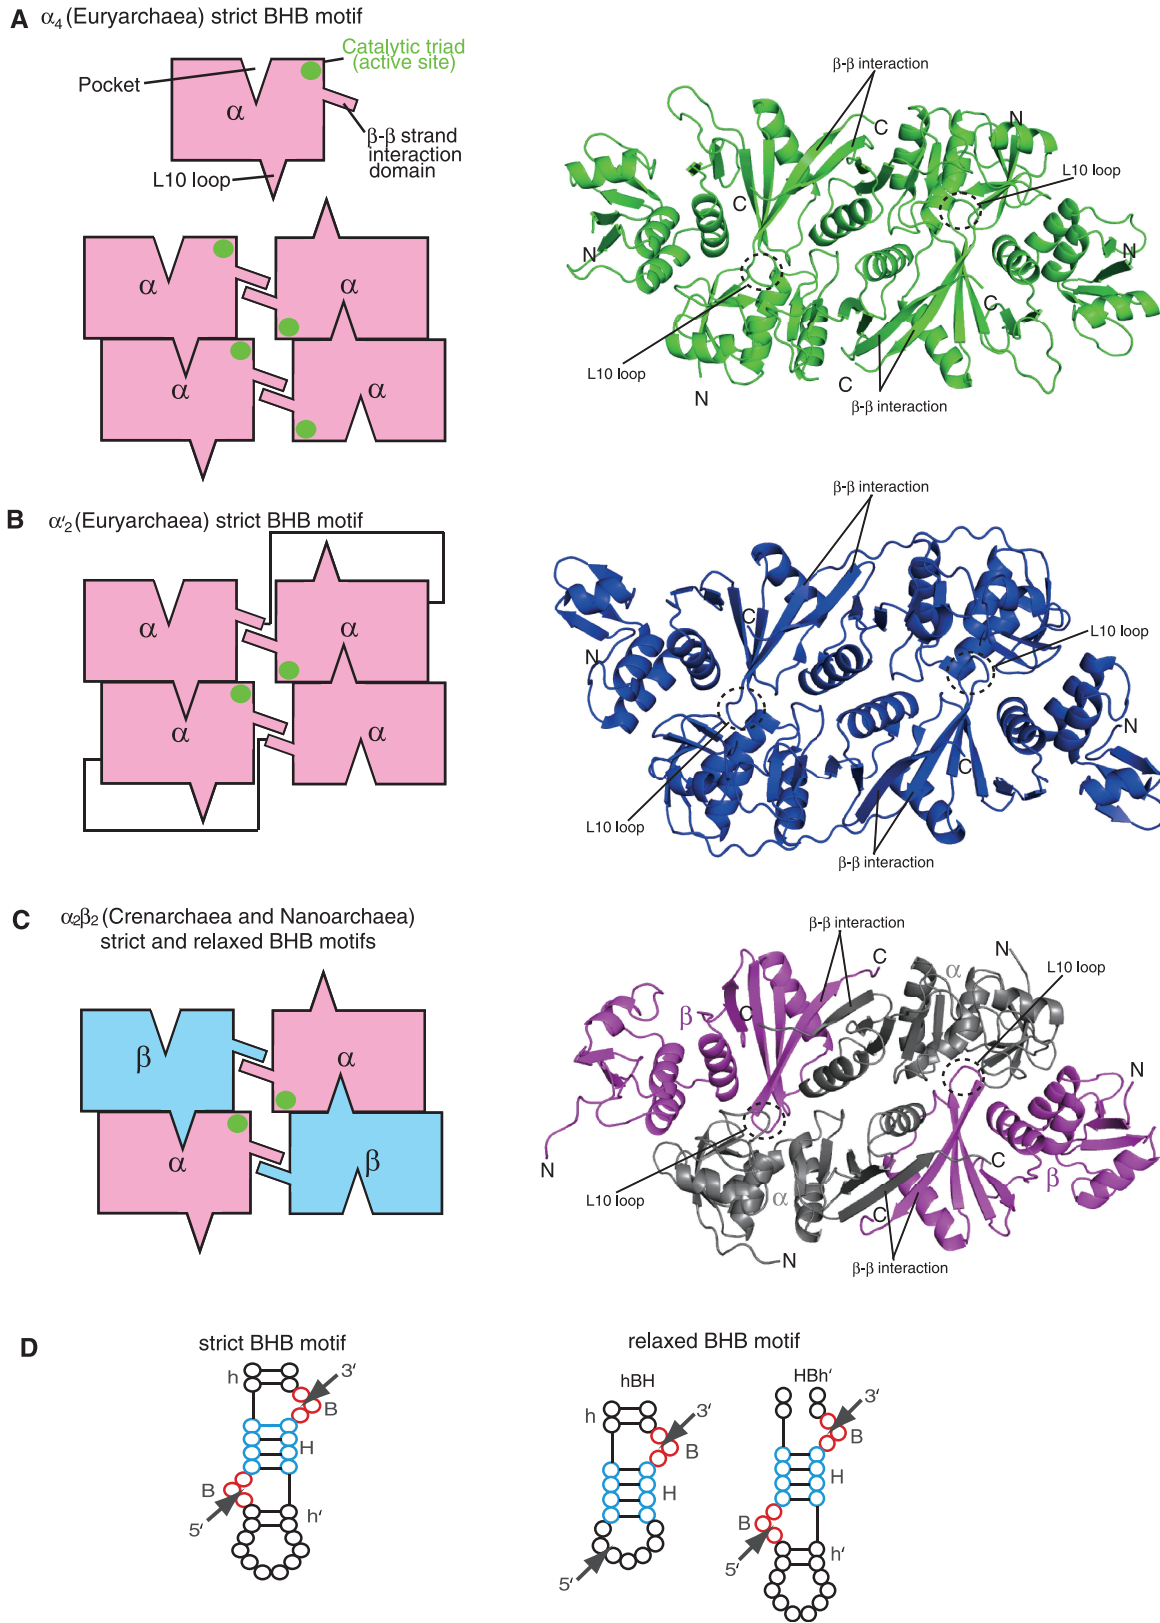 A α4 (Euryarchaea) strict BHB motif
Catalytic triad
(active site)
Pocket
α
β-β strand
interaction
domain
L10 loop
α
α
α
α
β-β interaction
C
N
L10 loop
C
N
N
C
L10 loop
C
N
β-β interaction
B α'2 (Euryarchaea) strict BHB motif
α
α
α
α
β-β interaction
C
L10 loop
N
N
C
L10 loop
β-β interaction
C α2β2 (Crenarchaea and Nanoarchaea)
strict and relaxed BHB motifs
β
α
α
β
β-β interaction
C
N
α
L10 loop
β
C
N
N
L10 loop
C
β
α
C
N
β-β interaction
D
strict BHB motif
h
3'
B
H
B
5'
h'
relaxed BHB motif
hBH
h
3'
B
H
5'
HBh'
3'
B
H
B
5'
h'